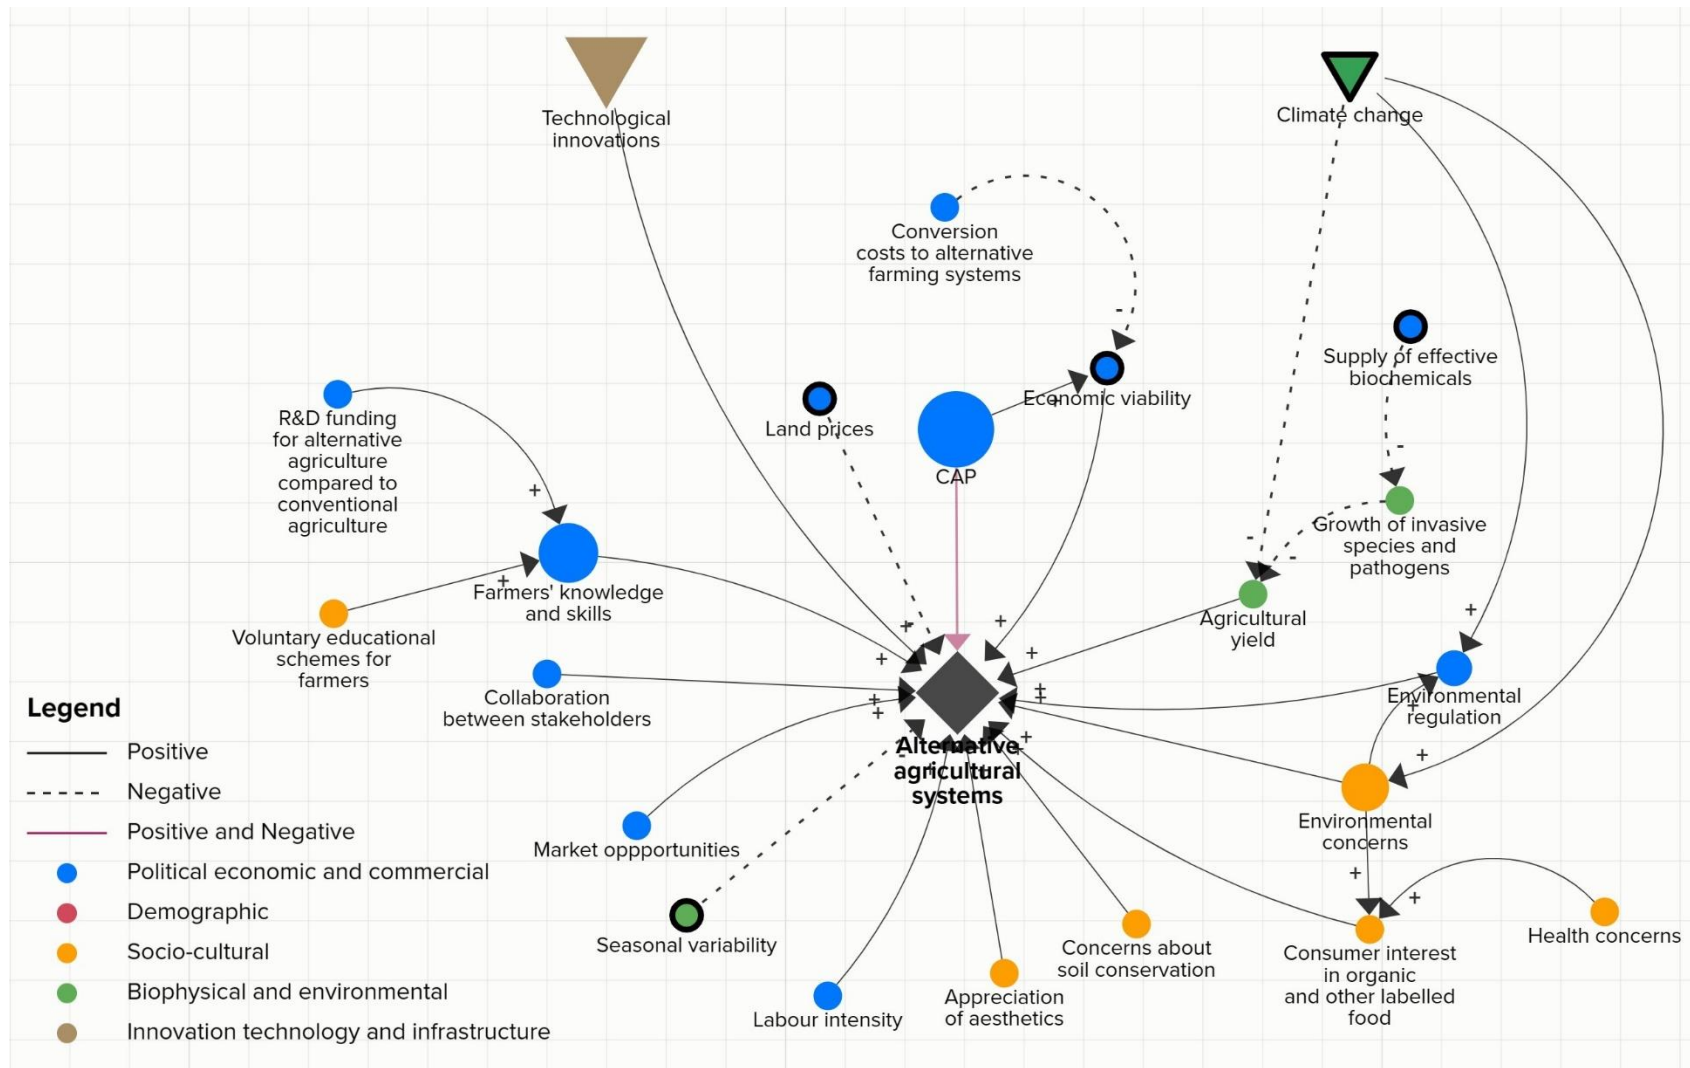 Technological
innovations
Climate change
Conversion
costs to alternative
farming systems
-
Supply of effective
biochemicals
-
Economic viability
+
Land prices
CAP
R&D funding
for alternative
agriculture
compared to
conventional
agriculture
+
Growth of invasive
species and
pathogens
-
-
Farmers' knowledge
and skills
+
Voluntary educational
schemes for
farmers
Agricultural
yield
+
+
-
+
+
+
Collaboration
between stakeholders
+
+
+
+
Environmental
regulation
+
+
Alternative
agricultural
systems
+
-
+
+
Market oppportunities
Environmental
concerns
+
+
Seasonal variability
Concerns about
soil conservation
Health concerns
Consumer interest
in organic
and other labelled
food
Labour intensity
Appreciation
of aesthetics
Legend
Positive
Negative
Positive and Negative
Political economic and commercial
Demographic
Socio-cultural
Biophysical and environmental
Innovation technology and infrastructure